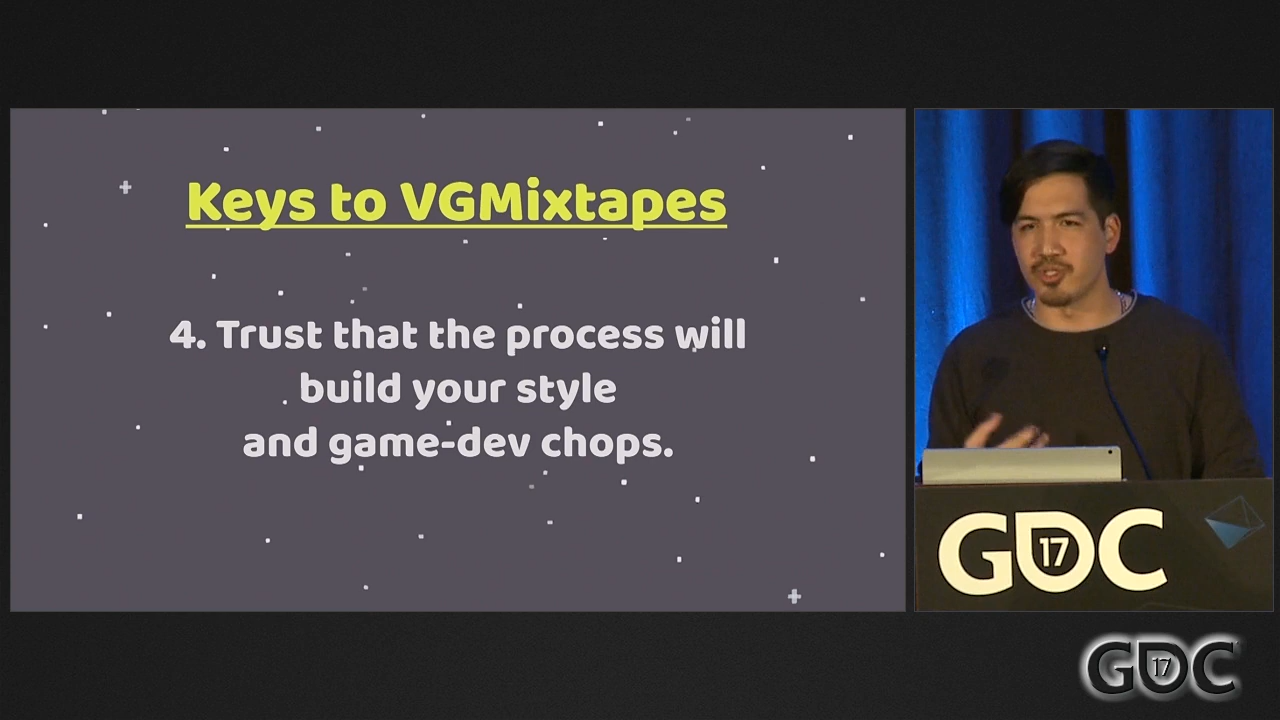 Keys to VGMixtapes
4. Trust that the process will
build your style
and game-dev chops.
GDC
17
GDC
17